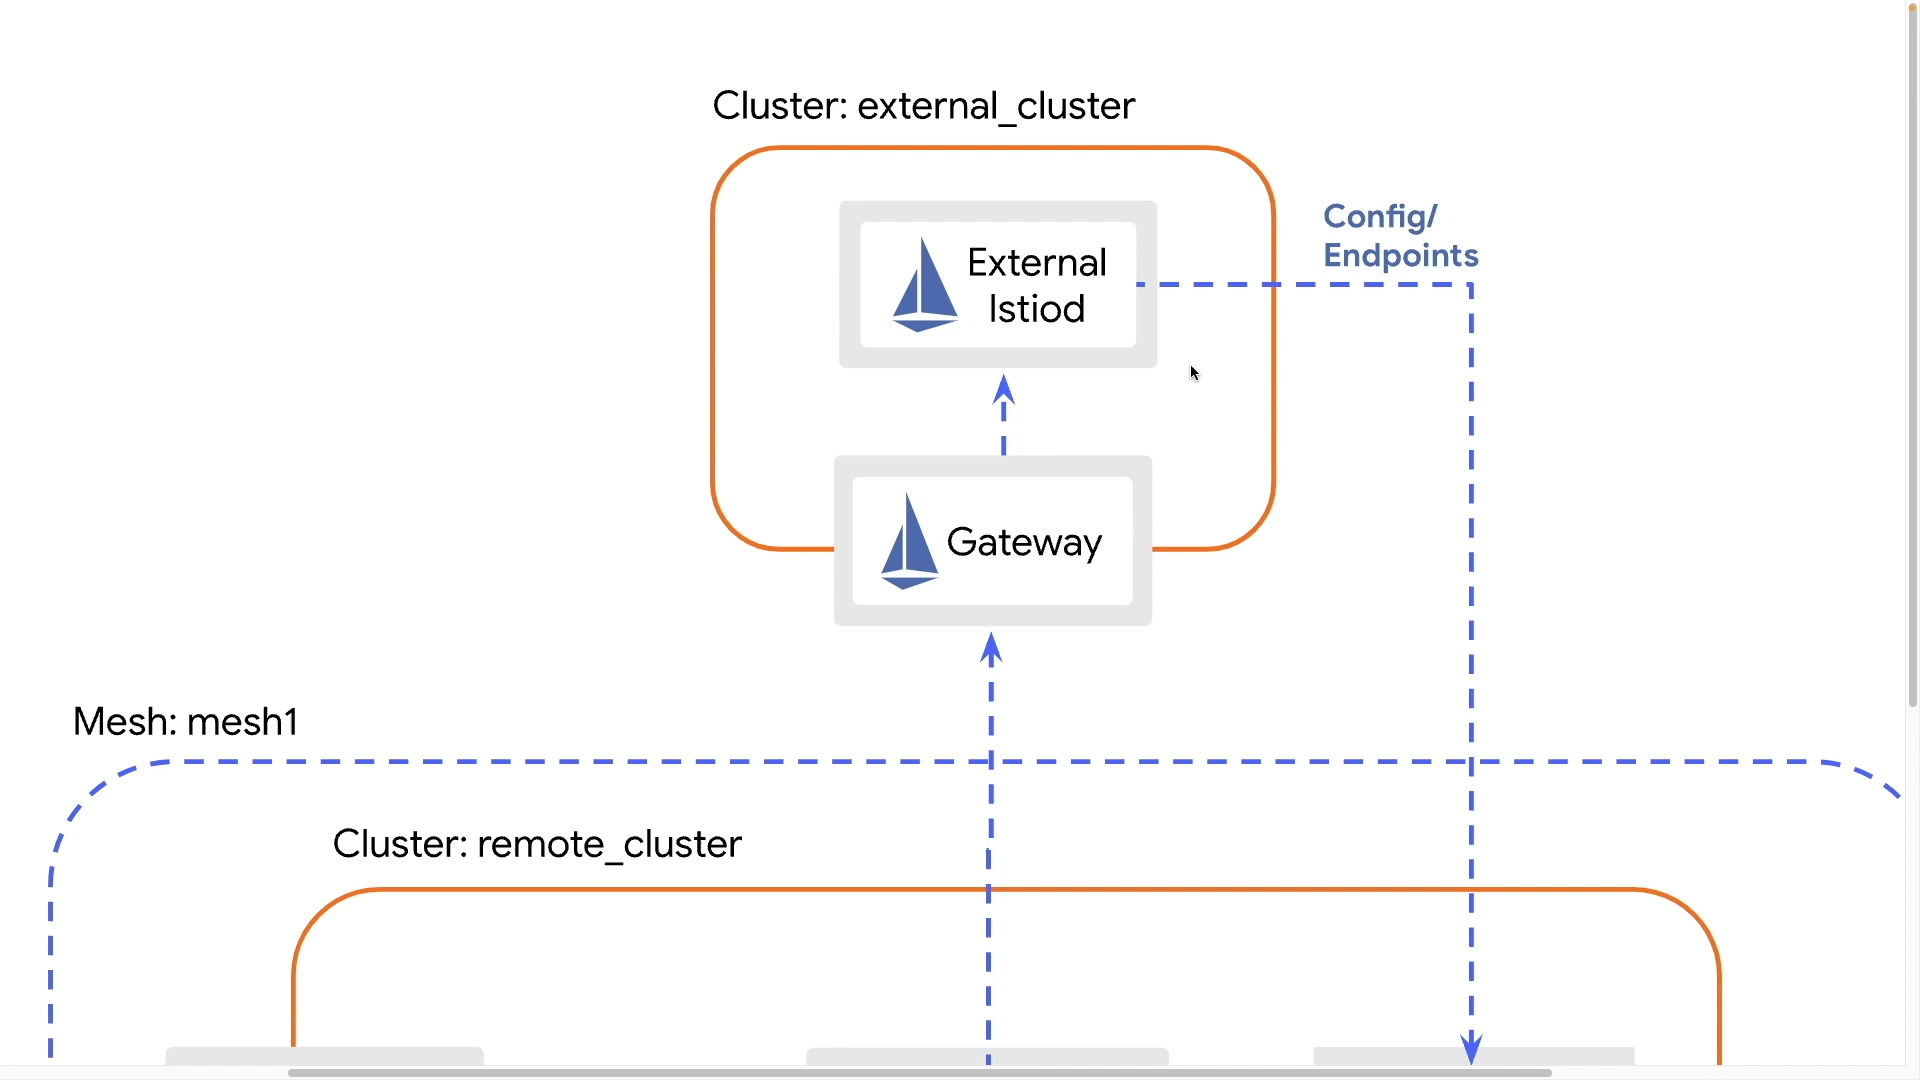 Cluster: external_cluster
Config/
Endpoints
External
Istiod
Gateway
Mesh: mesh1
Cluster: remote_cluster